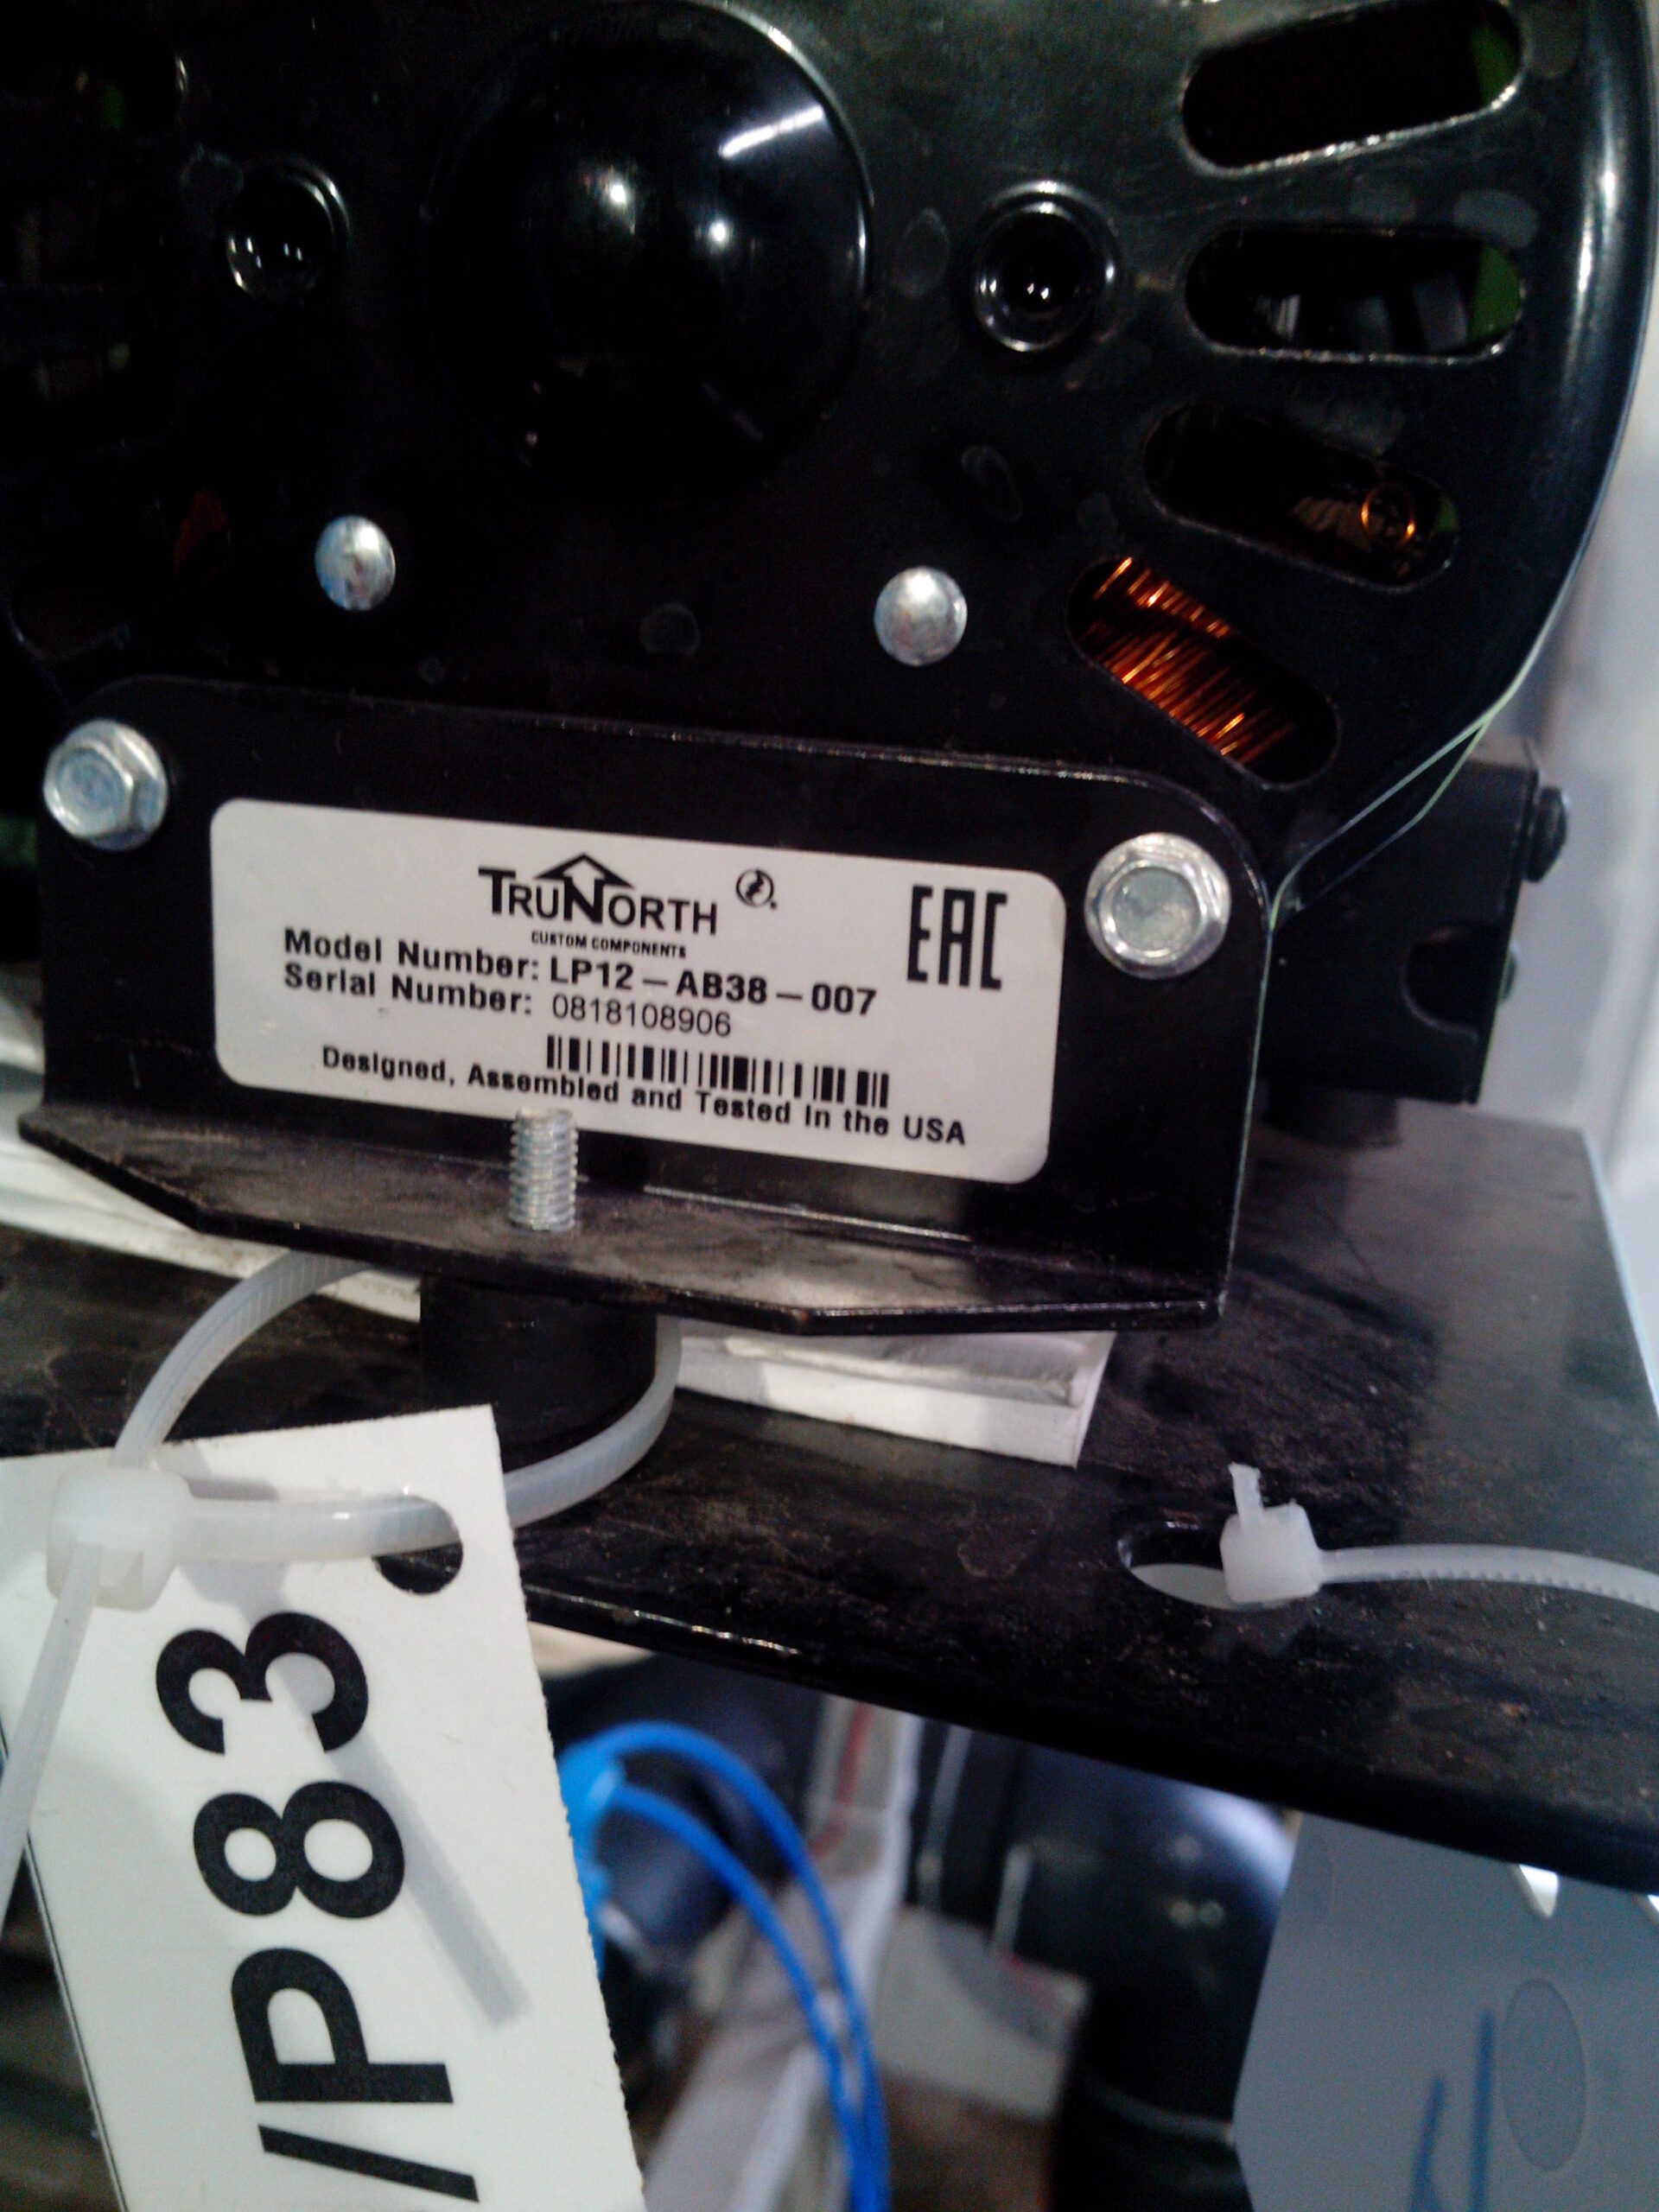 TRUNORTH
CUSTOM COMPONENTS
EAC
Model Number: LP12-AB38-007
Serial Number: 0818108906
Designed, Assembled and Tested in the USA
/P83